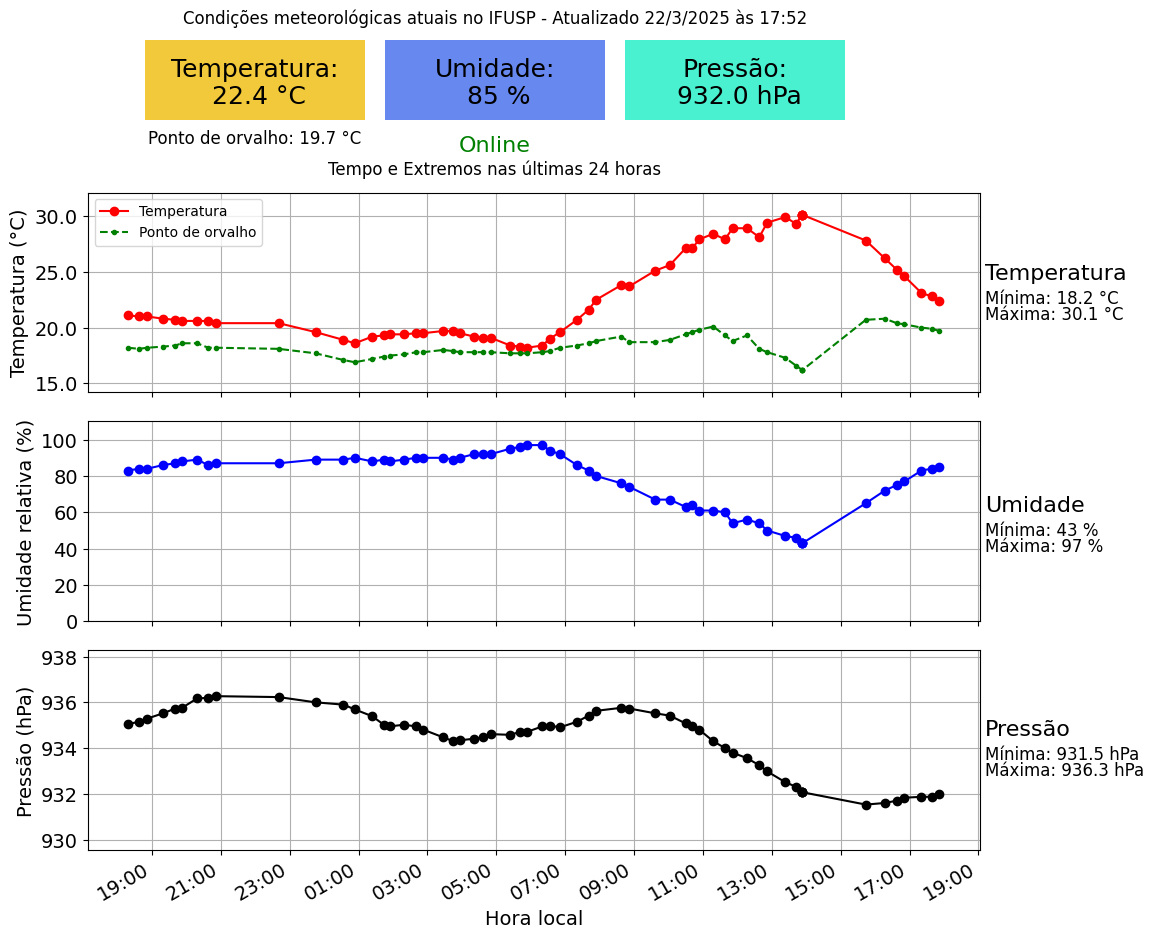 Condições meteorológicas atuais no IFUSP - Atualizado 22/3/2025 às 17:52
Temperatura:
22.4 °C
Umidade:
85 %
Pressão:
932.0 hPa
Ponto de orvalho: 19.7 °C
Online
Tempo e Extremos nas últimas 24 horas
Temperatura (°C)
30.0
25.0
20.0
15.0
Temperatura
Ponto de orvalho
Temperatura
Mínima: 18.2 °C
Máxima: 30.1 °C
Umidade relativa (%)
100
80
60
40
20
0
Umidade
Mínima: 43 %
Máxima: 97 %
Pressão (hPa)
938
936
934
932
930
Pressão
Mínima: 931.5 hPa
Máxima: 936.3 hPa
19:00 21:00 23:00 01:00 03:00 05:00 07:00 09:00 11:00 13:00 15:00 17:00 19:00
Hora local